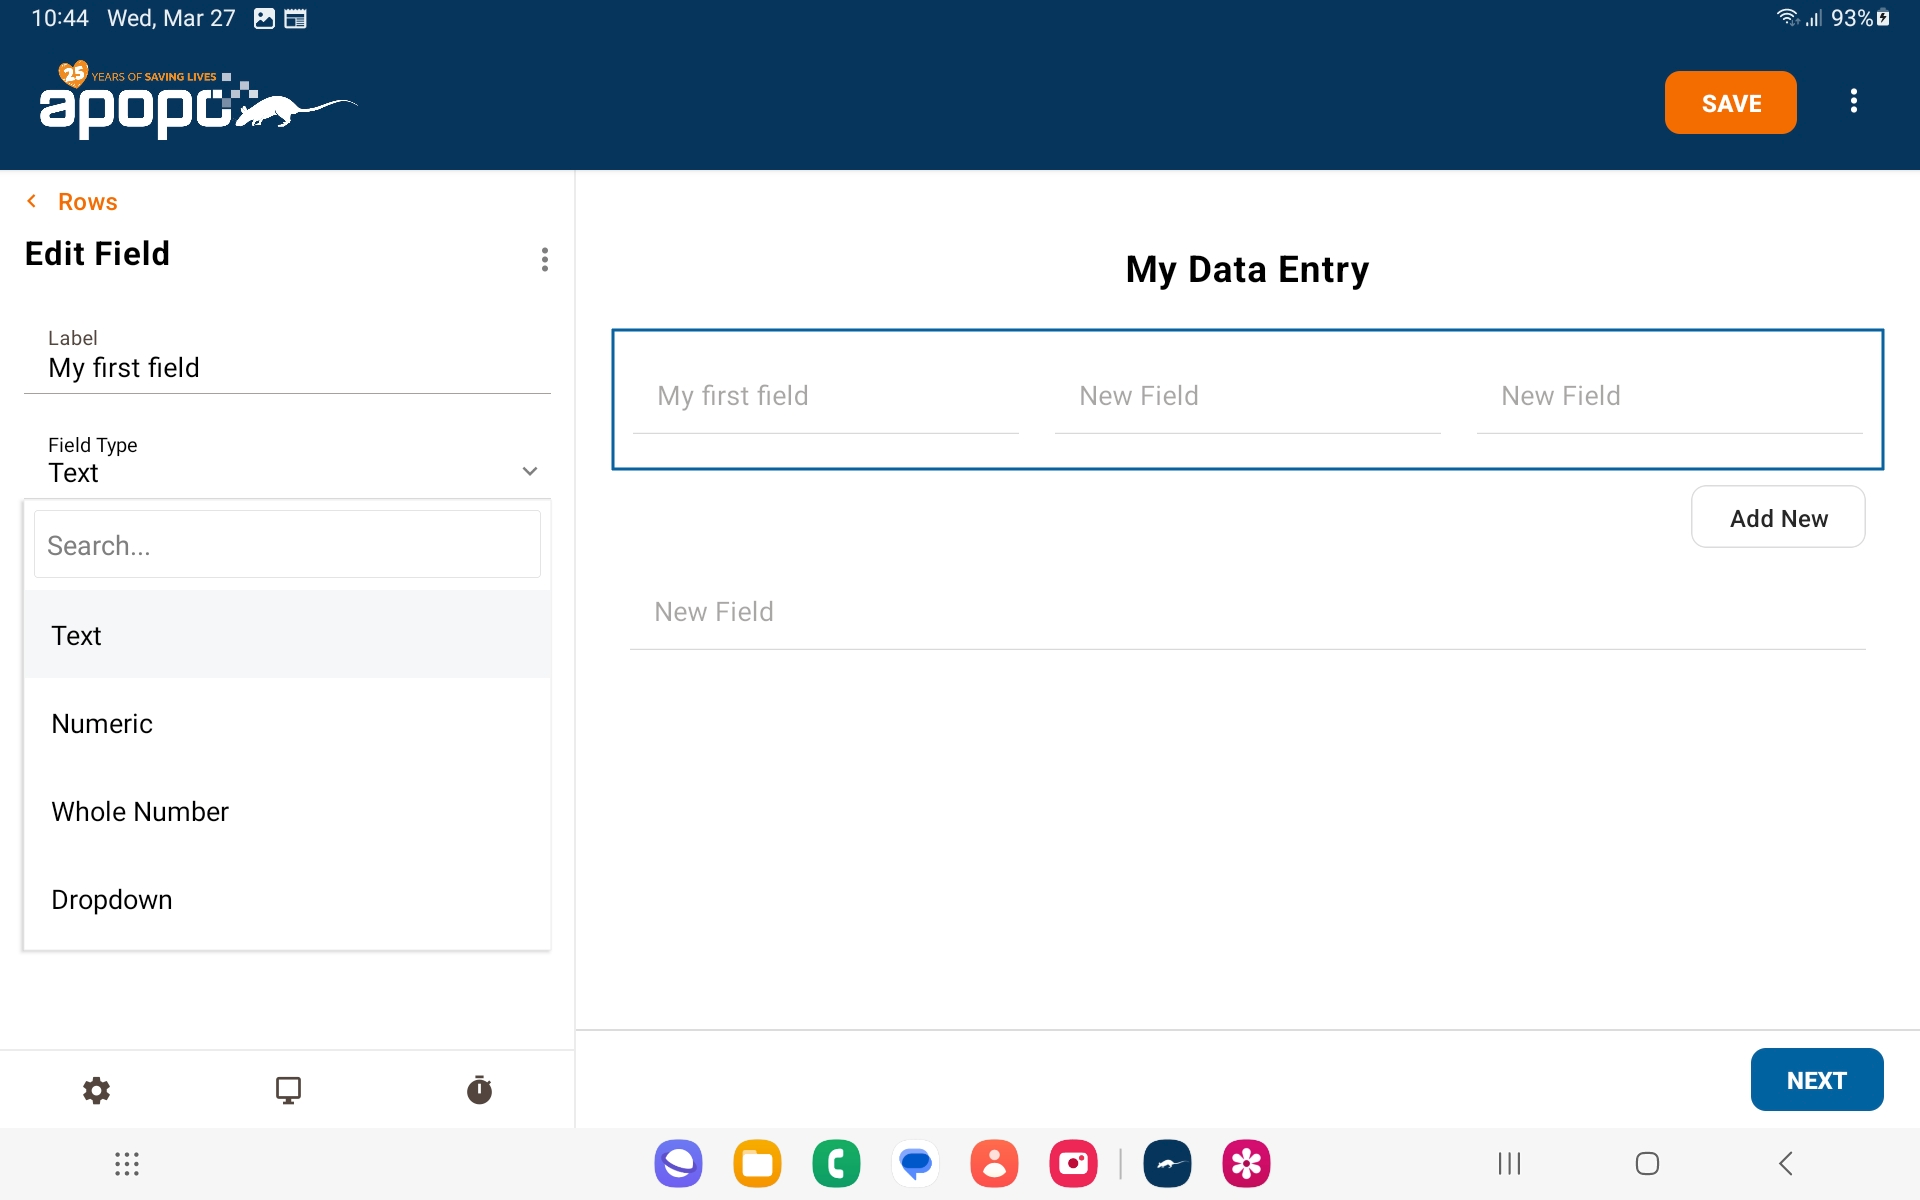 10:44 Wed, Mar 27
93%
25 YEARS OF SAVING LIVES
apopo
SAVE
Rows
Edit Field
Label
My first field
Field Type
Text
Search...
Text
Numeric
Whole Number
Dropdown
My Data Entry
My first field New Field New Field
Add New
New Field
NEXT